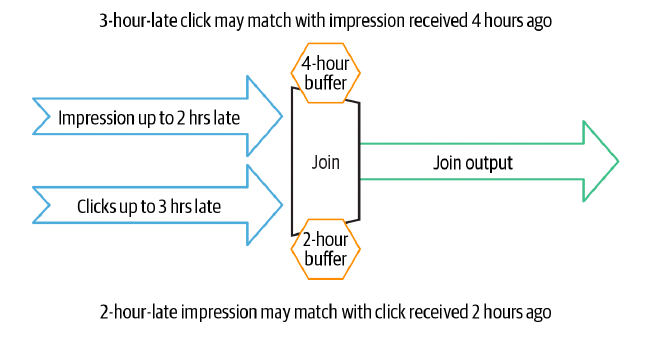 3-hour-late click may match with impression received 4 hours ago
4-hour
buffer
Impression up to 2 hrs late
Join
Join output
Clicks up to 3 hrs late
2-hour
buffer
2-hour-late impression may match with click received 2 hours ago